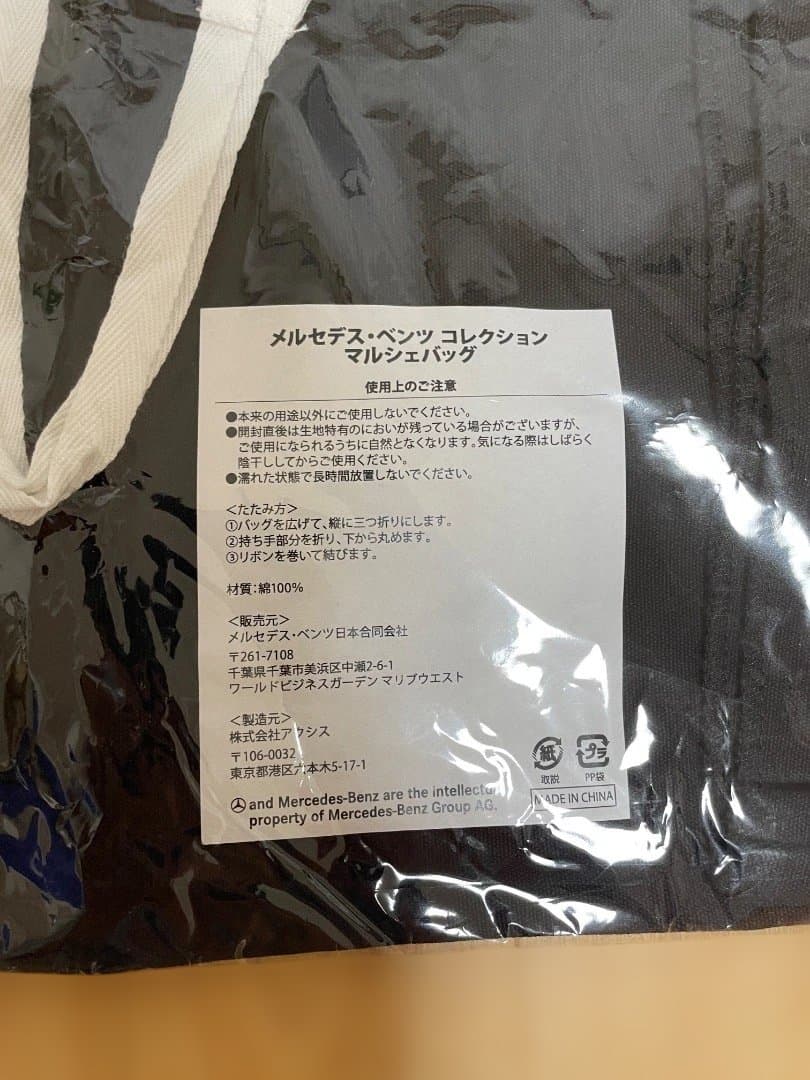 メルセデス・ベンツ コレクション
マルシェバッグ
使用上のご注意
●本来の用途以外にご使用しないでください。
●開封直後は生地特有のにおいが残っている場合がございますが、
ご使用になられるうちに自然となくなります。気になる際はしばらく
陰干ししてからご使用ください。
●濡れた状態で長時間放置しないでください。
<たたみ方>
①バッグを広げて、縦に三つ折りにします。
②持ち手部分を折り、下から丸めます。
③リボンを巻いて結びます。
材質：綿100%
<販売元>
メルセデス・ベンツ日本合同会社
〒261-7108
千葉県千葉市美浜区中瀬2-6-1
ワールドビジネスガーデン マリブウエスト
<製造元>
株式会社アクシス
〒106-0032
東京都港区六本木5-17-1
紙
取説
プラ
PP袋
and Mercedes-Benz are the intellectual
property of Mercedes-Benz Group AG.
MADE IN CHINA